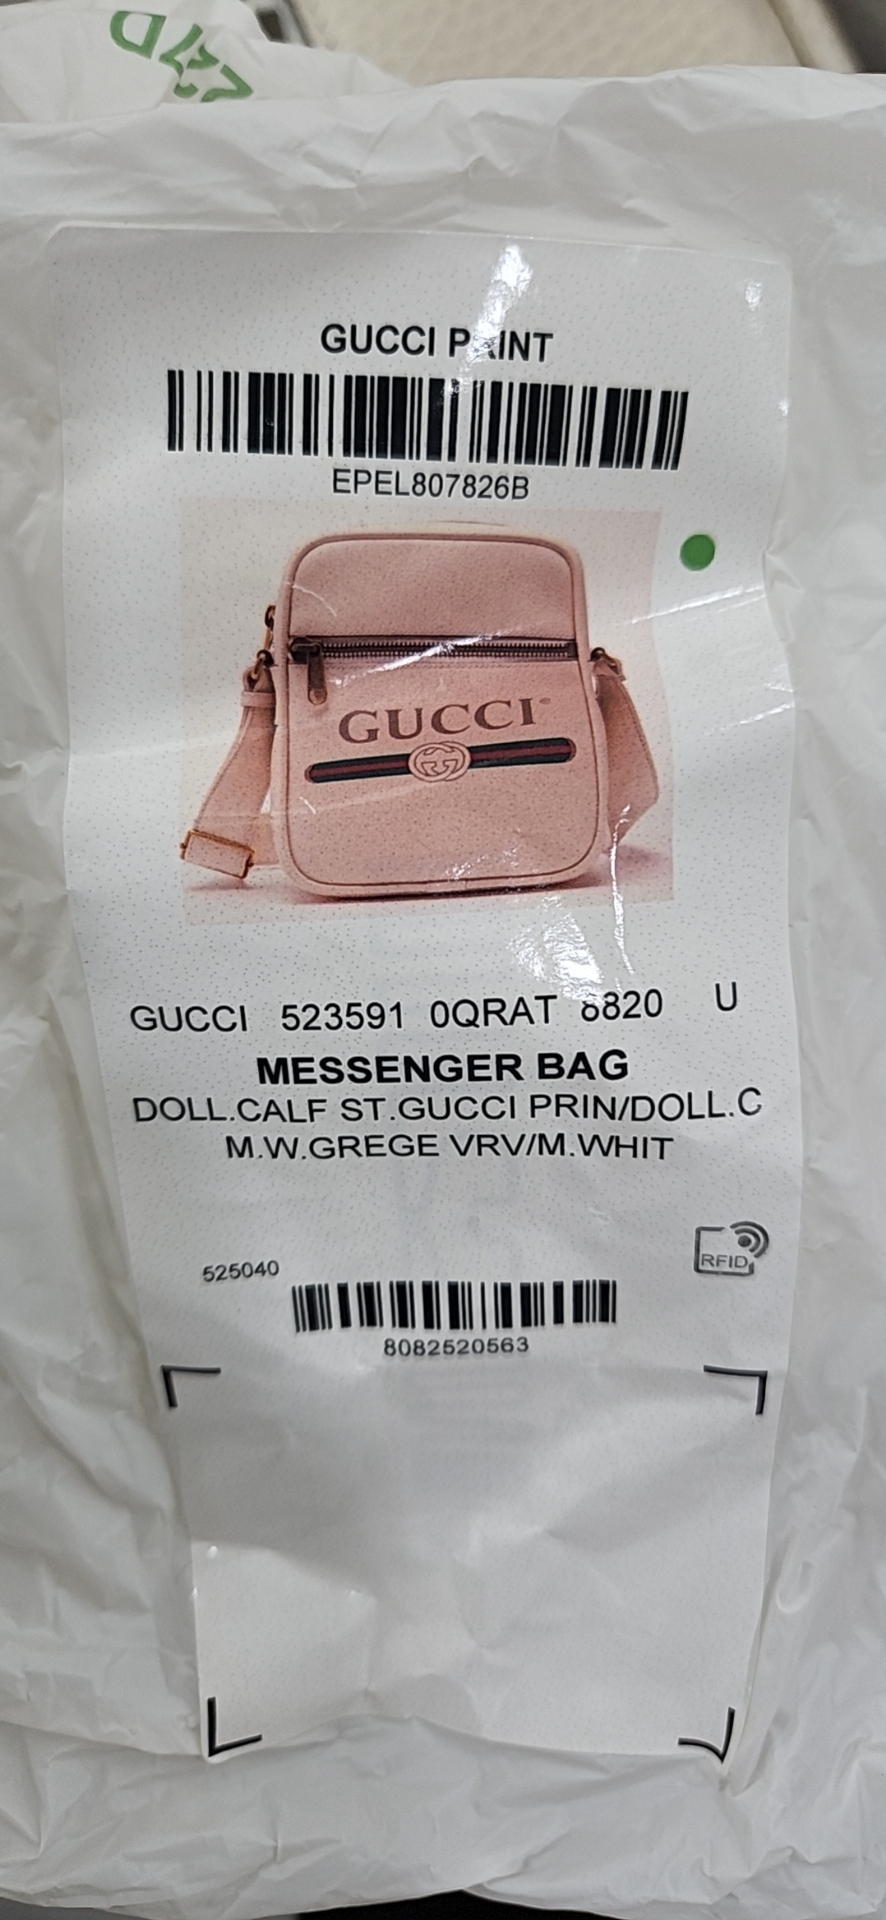 GUCCI PRINT
EPEL807826B
GUCCI®
GUCCI 523591 0QRAT 8820 U
MESSENGER BAG
DOLL.CALF ST.GUCCI PRIN/DOLL.C
M.W.GREGE VRV/M.WHIT
RFID
525040
8082520563